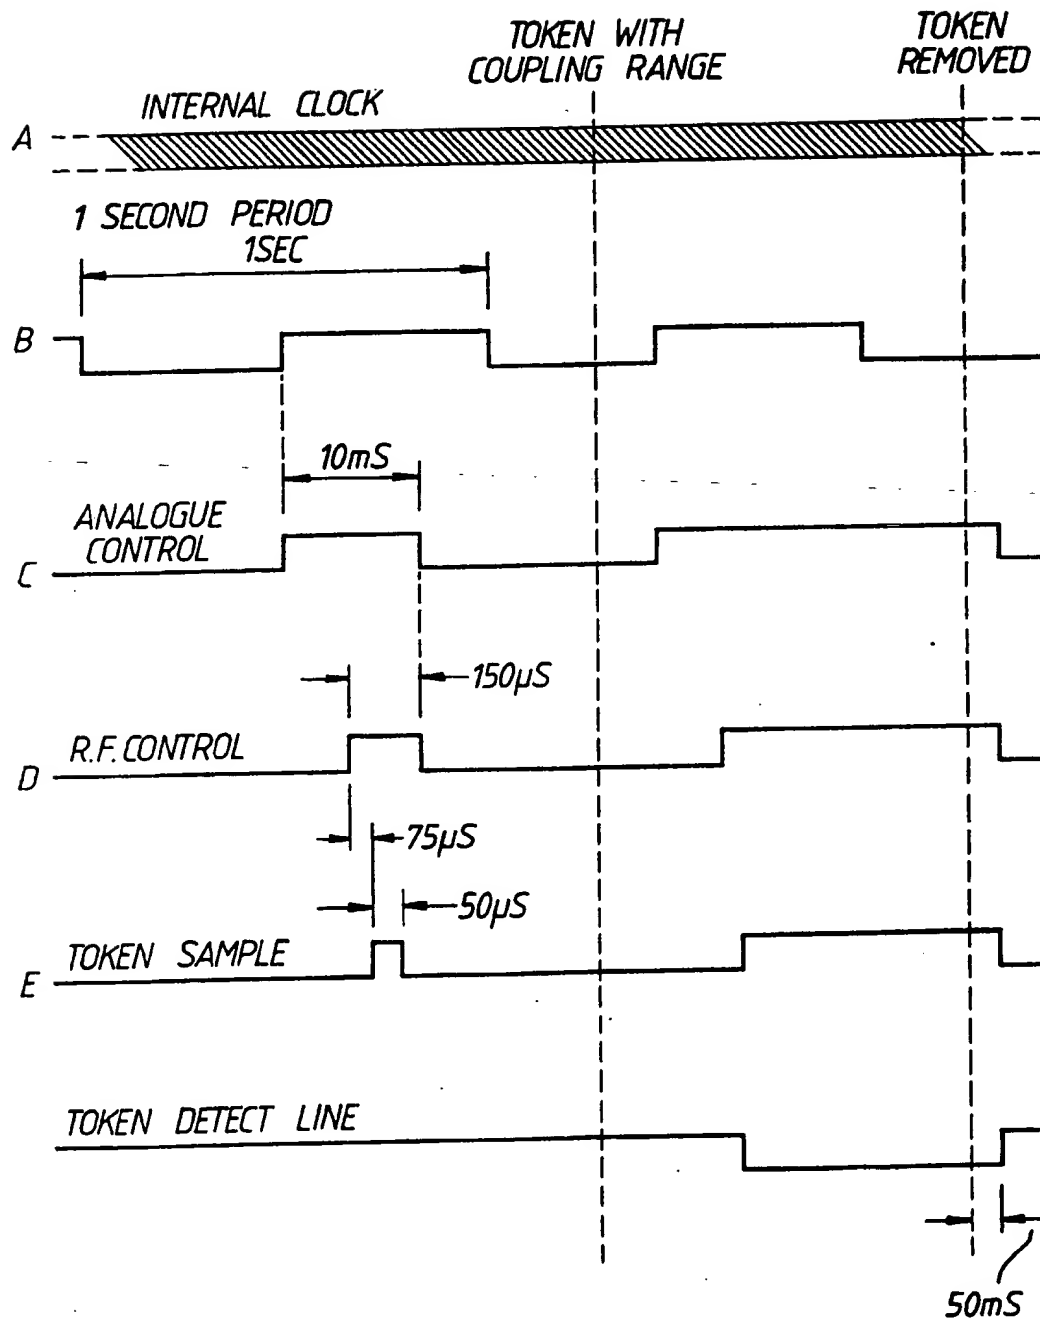 TOKEN WITH
COUPLING RANGE
TOKEN
REMOVED
INTERNAL CLOCK
A
1 SECOND PERIOD
1SEC
B
10mS
ANALOGUE
CONTROL
C
150µS
R.F. CONTROL
D
75µS
50µS
TOKEN SAMPLE
E
TOKEN DETECT LINE
50mS